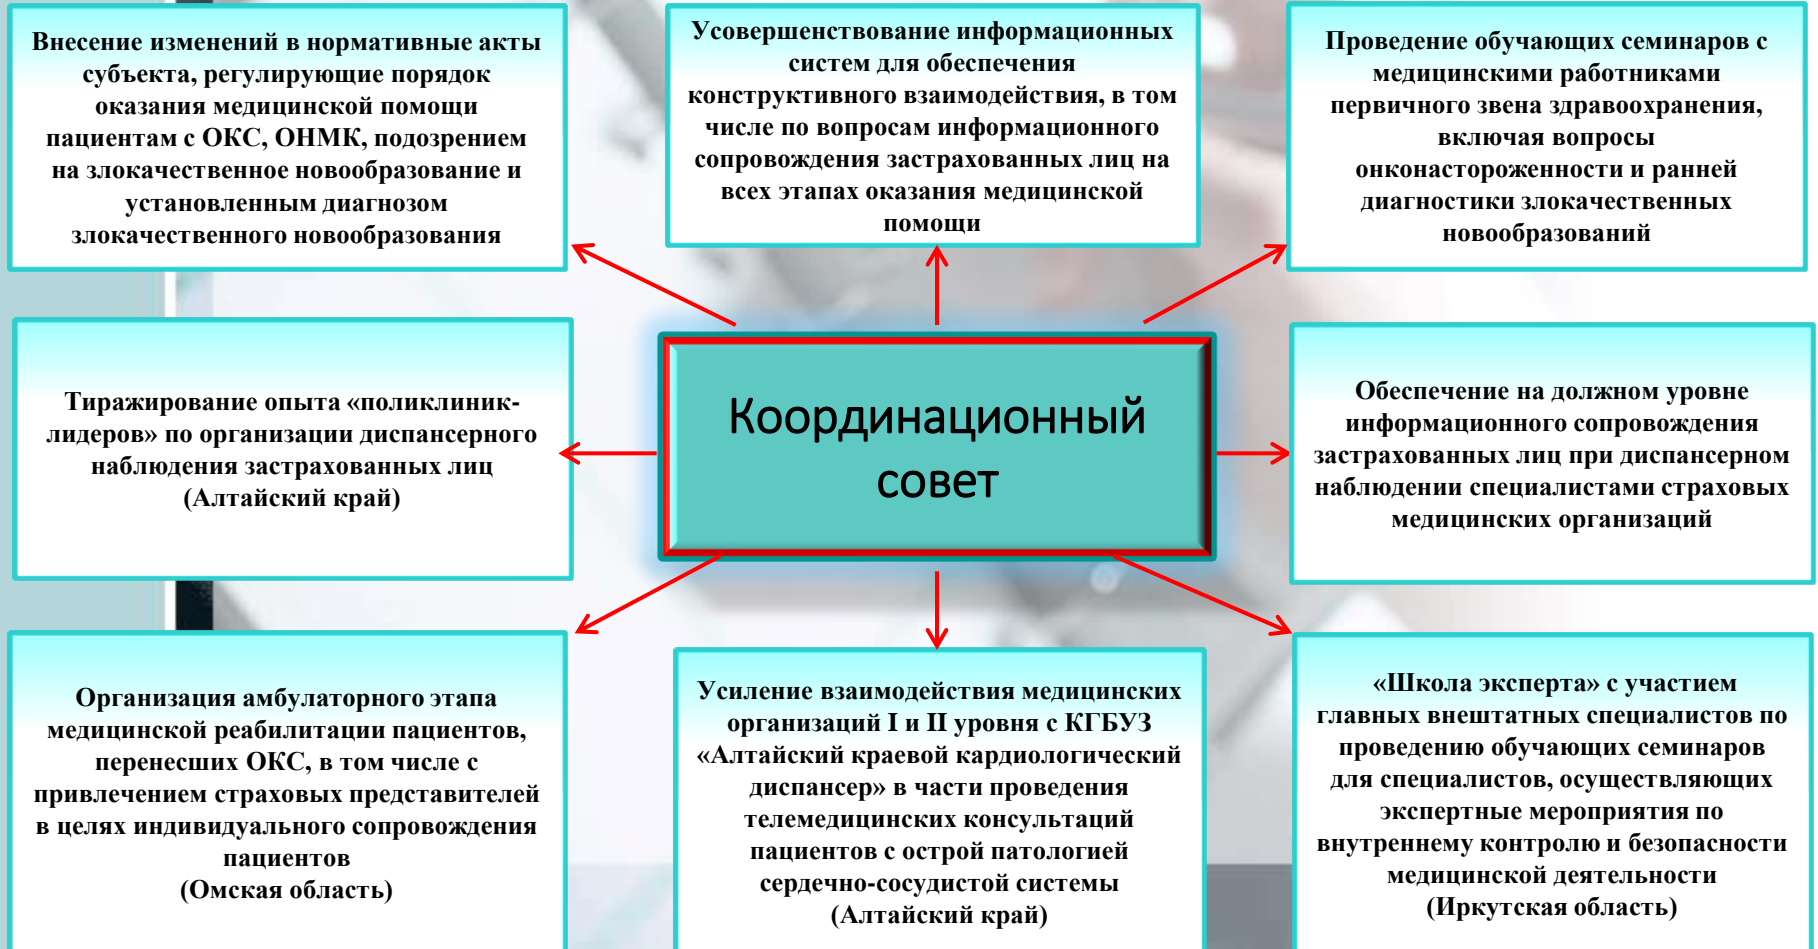 Внесение изменений в нормативные акты
субъекта, регулирующие порядок
оказания медицинской помощи
пациентам с ОКС, ОНМК, подозрением
на злокачественное новообразование и
установленным диагнозом
злокачественного новообразования
Усовершенствование информационных
систем для обеспечения
конструктивного взаимодействия, в том
числе по вопросам информационного
сопровождения застрахованных лиц на
всех этапах оказания медицинской
помощи
Проведение обучающих семинаров с
медицинскими работниками
первичного звена здравоохранения,
включая вопросы
онконастороженности и ранней
диагностики злокачественных
новообразований
Тиражирование опыта «поликлиник-
лидеров» по организации диспансерного
наблюдения застрахованных лиц
(Алтайский край)
Координационный
совет
Обеспечение на должном уровне
информационного сопровождения
застрахованных лиц при диспансерном
наблюдении специалистами страховых
медицинских организаций
Организация амбулаторного этапа
медицинской реабилитации пациентов,
перенесших ОКС, в том числе с
привлечением страховых представителей
в целях индивидуального сопровождения
пациентов
(Омская область)
Усиление взаимодействия медицинских
организаций I и II уровня с КГБУЗ
«Алтайский краевой кардиологический
диспансер» в части проведения
телемедицинских консультаций
пациентов с острой патологией
сердечно-сосудистой системы
(Алтайский край)
«Школа эксперта» с участием
главных внештатных специалистов по
проведению обучающих семинаров
для специалистов, осуществляющих
экспертные мероприятия по
внутреннему контролю и безопасности
медицинской деятельности
(Иркутская область)